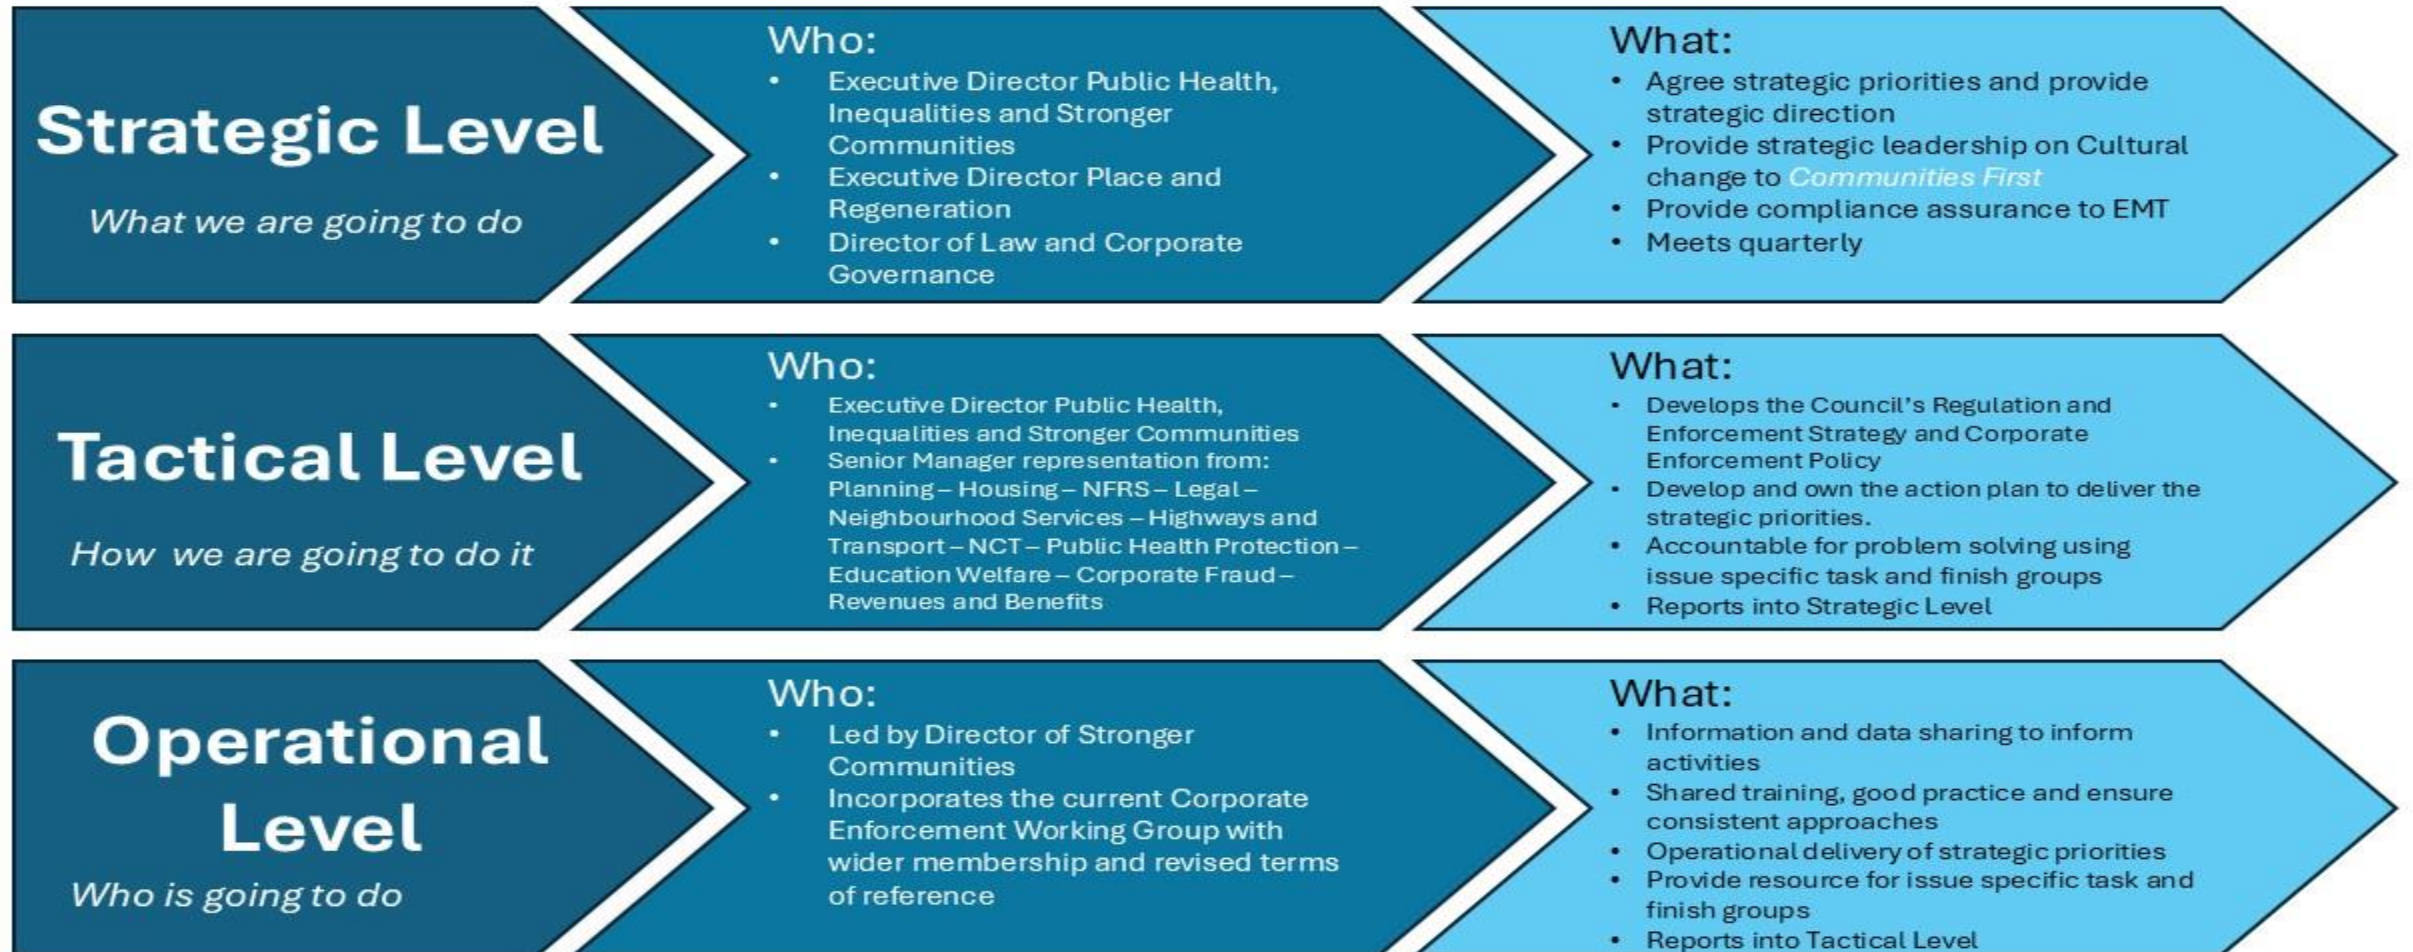 Strategic Level
What we are going to do
Who:
• Executive Director Public Health,
Inequalities and Stronger
Communities
• Executive Director Place and
Regeneration
• Director of Law and Corporate
Governance
What:
• Agree strategic priorities and provide
strategic direction
• Provide strategic leadership on Cultural
change to Communities First
• Provide compliance assurance to EMT
• Meets quarterly
Tactical Level
How we are going to do it
Who:
• Executive Director Public Health,
Inequalities and Stronger Communities
• Senior Manager representation from:
Planning – Housing – NFRS – Legal –
Neighbourhood Services – Highways and
Transport – NCT – Public Health Protection –
Education Welfare – Corporate Fraud –
Revenues and Benefits
What:
• Develops the Council's Regulation and
Enforcement Strategy and Corporate
Enforcement Policy
• Develop and own the action plan to deliver the
strategic priorities.
• Accountable for problem solving using
issue specific task and finish groups
• Reports into Strategic Level
Operational
Level
Who is going to do
Who:
• Led by Director of Stronger
Communities
• Incorporates the current Corporate
Enforcement Working Group with
wider membership and revised terms
of reference
What:
• Information and data sharing to inform
activities
• Shared training, good practice and ensure
consistent approaches
• Operational delivery of strategic priorities
• Provide resource for issue specific task and
finish groups
• Reports into Tactical Level